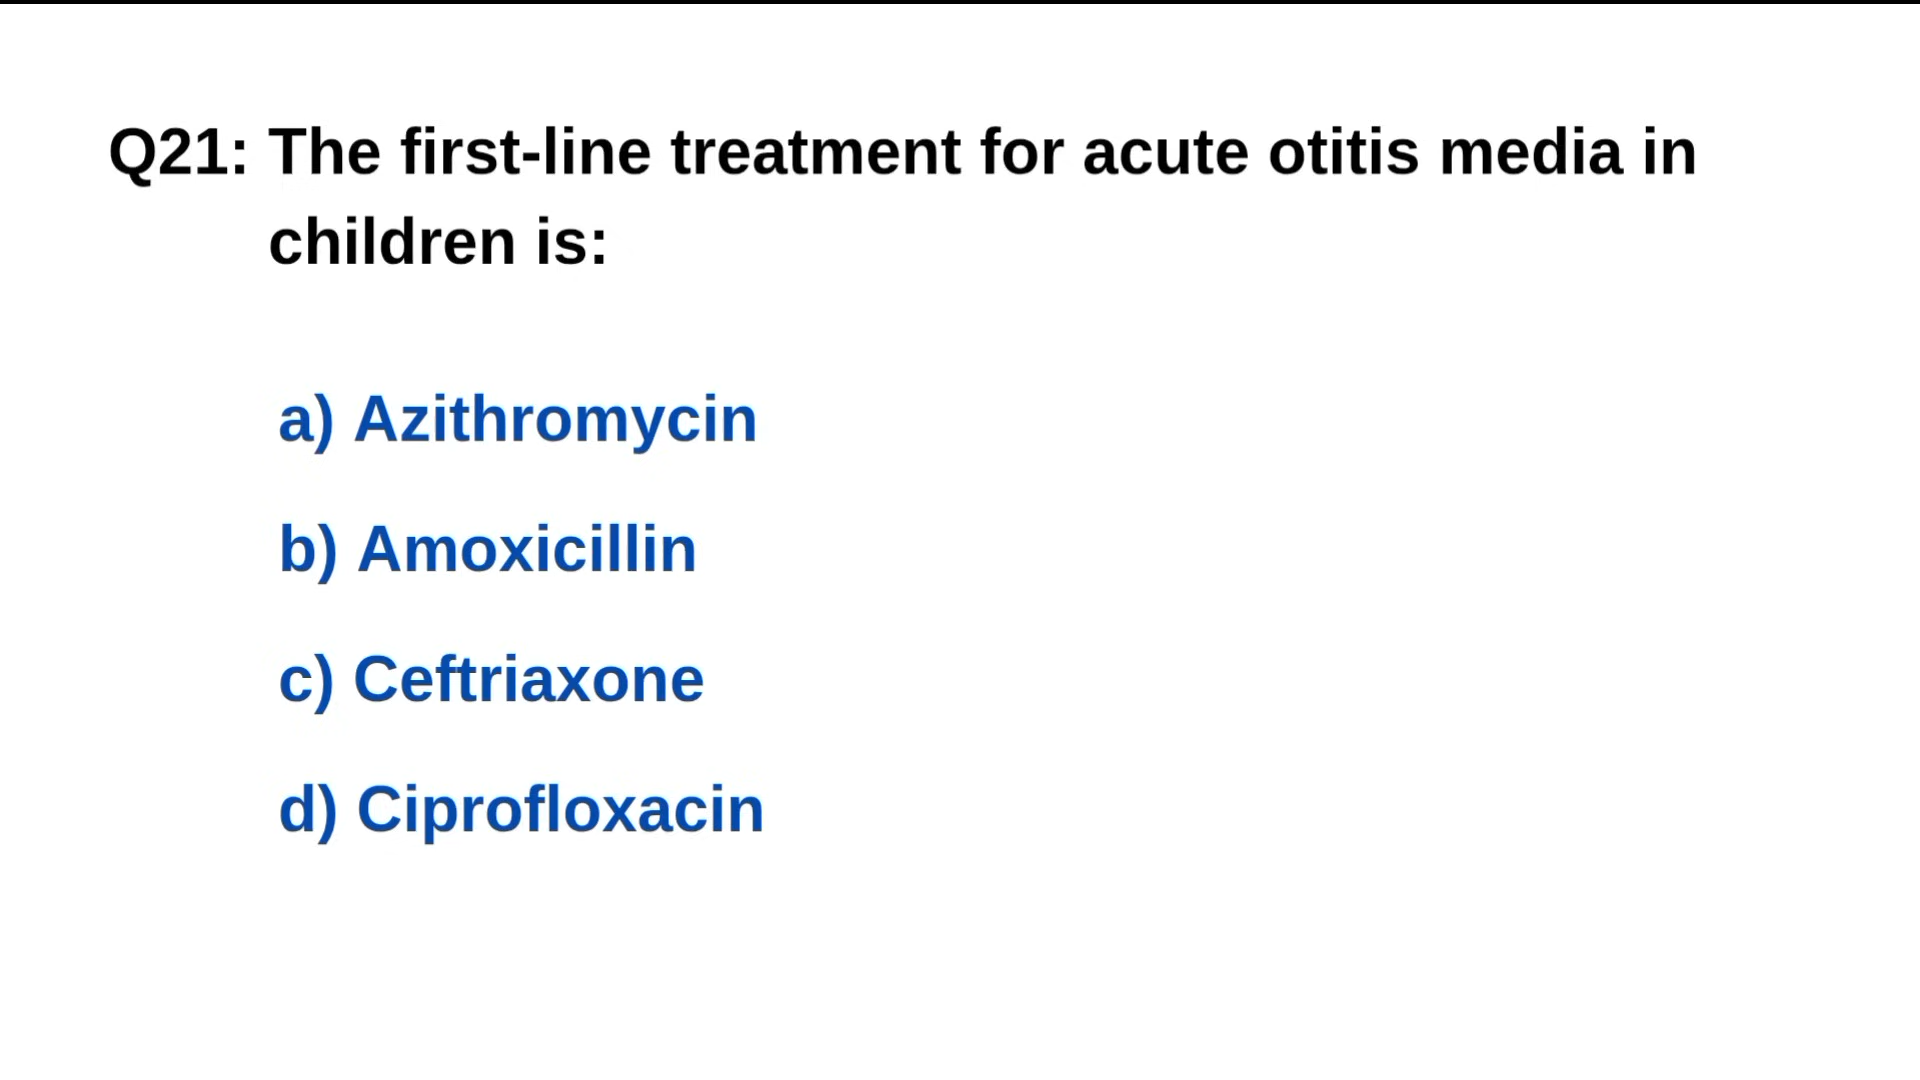 Q21: The first-line treatment for acute otitis media in
children is:
a) Azithromycin
b) Amoxicillin
c) Ceftriaxone
d) Ciprofloxacin